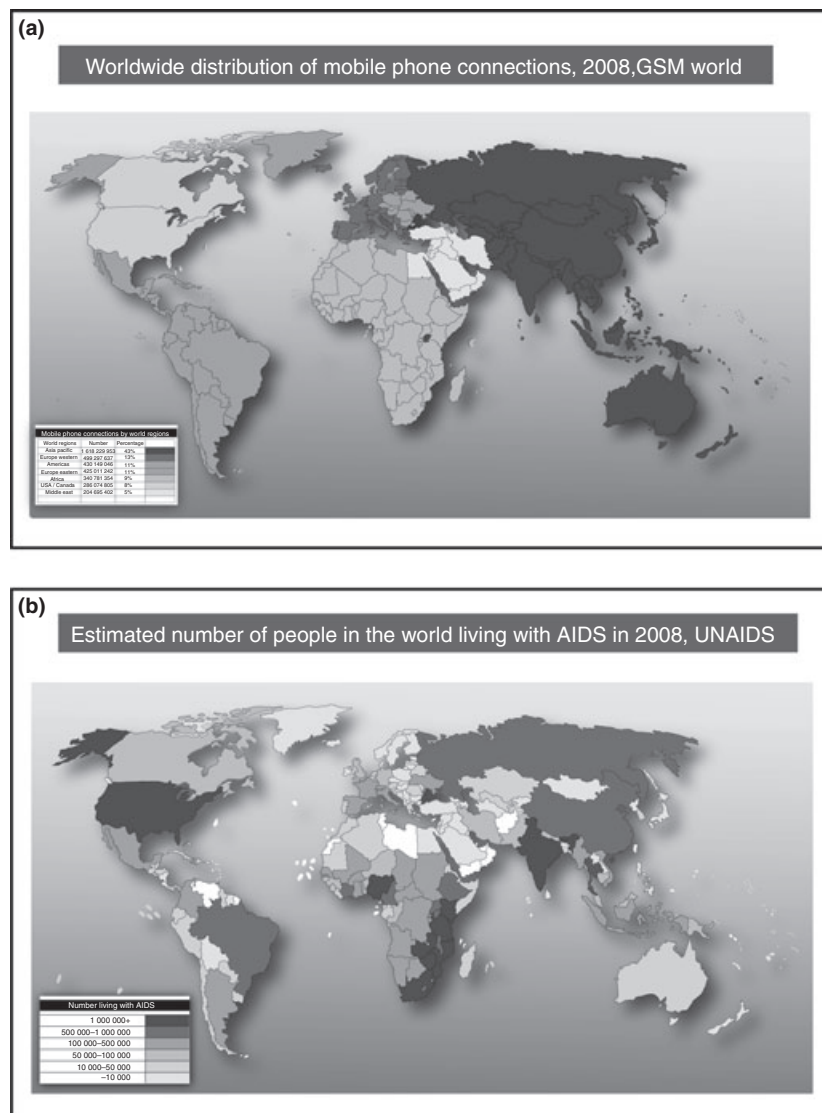 (a)
Worldwide distribution of mobile phone connections, 2008,GSM world
Mobile phone connections by world regions
World regions Number Percentage
Asia pacific 1 618 229 953 43%
Europe western 499 297 637 13%
Americas 430 149 046 11%
Europe eastern 425 011 242 11%
Africa 340 781 354 9%
USA / Canada 286 074 805 8%
Middle east 204 695 402 5%
(b)
Estimated number of people in the world living with AIDS in 2008, UNAIDS
Number living with AIDS
1 000 000+
500 000–1 000 000
100 000–500 000
50 000–100 000
10 000–50 000
–10 000